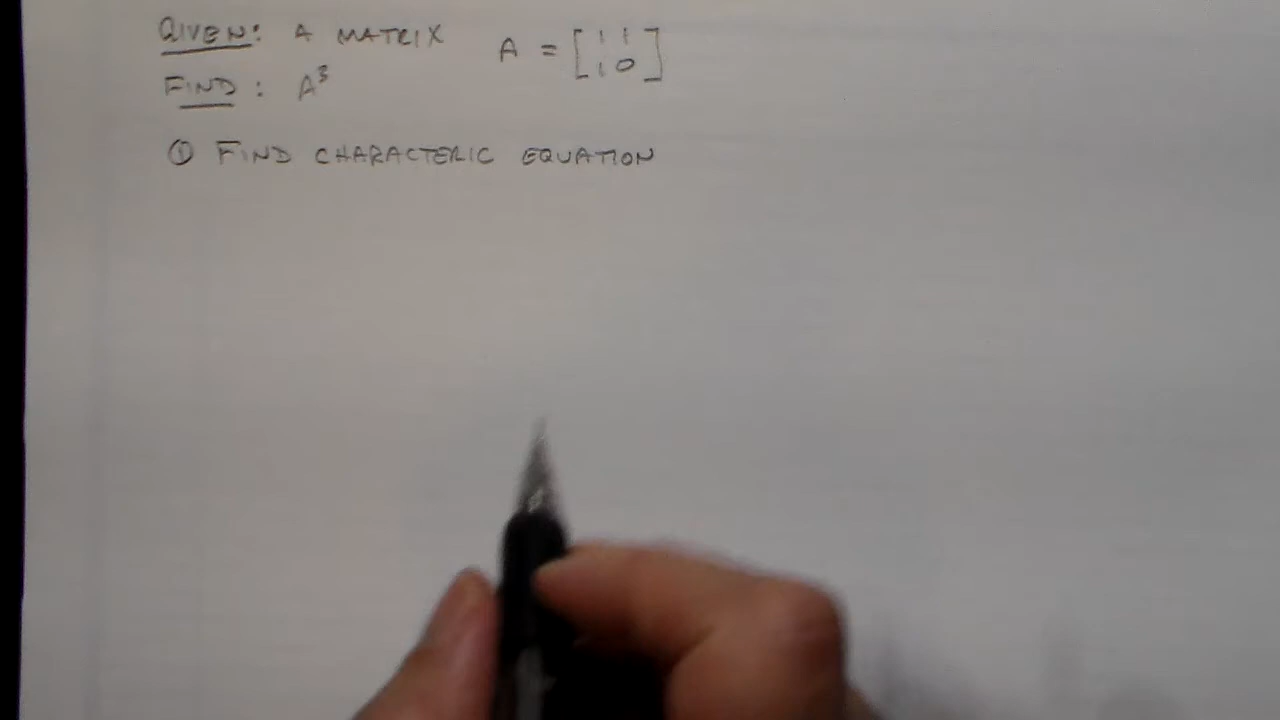 GIVEN: A MATRIX A = [1 1
1 0]
FIND: A³
① FIND CHARACTERIC EQUATION